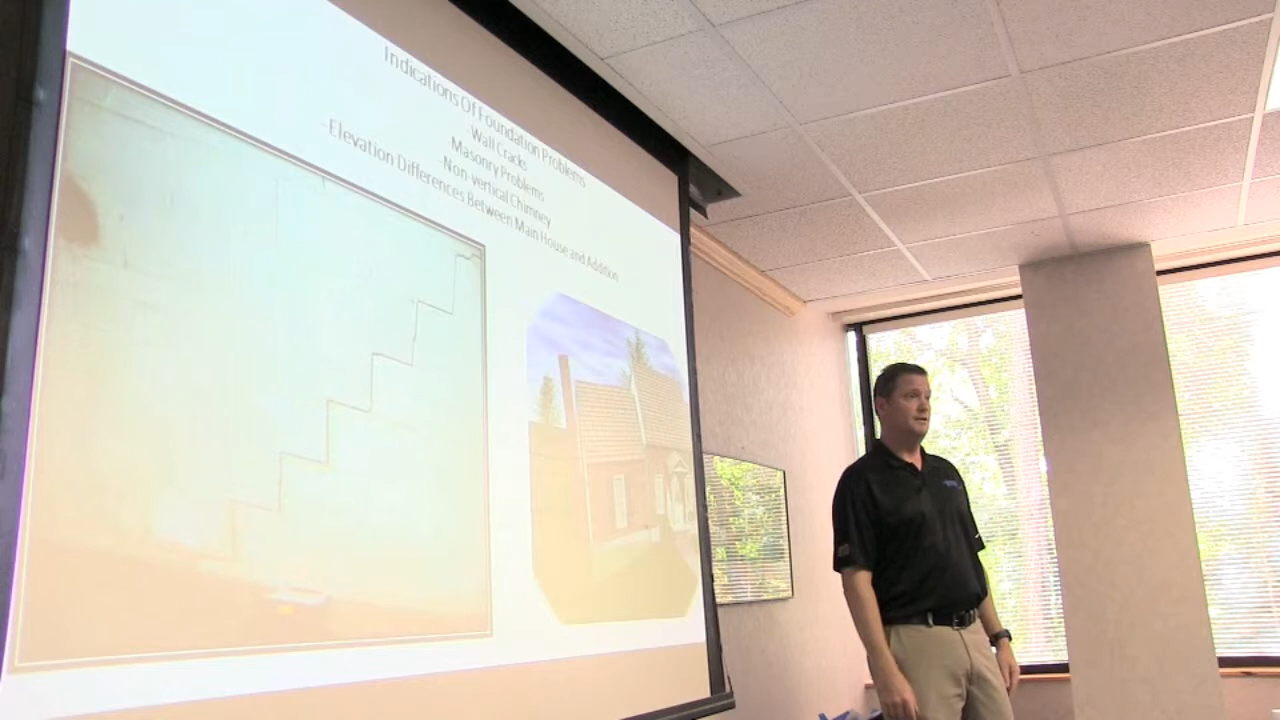 Indications Of Foundation Problems
-Wall Cracks
Masonry Problems
-Non-vertical Chimney
-Elevation Differences Between Main House and Addition